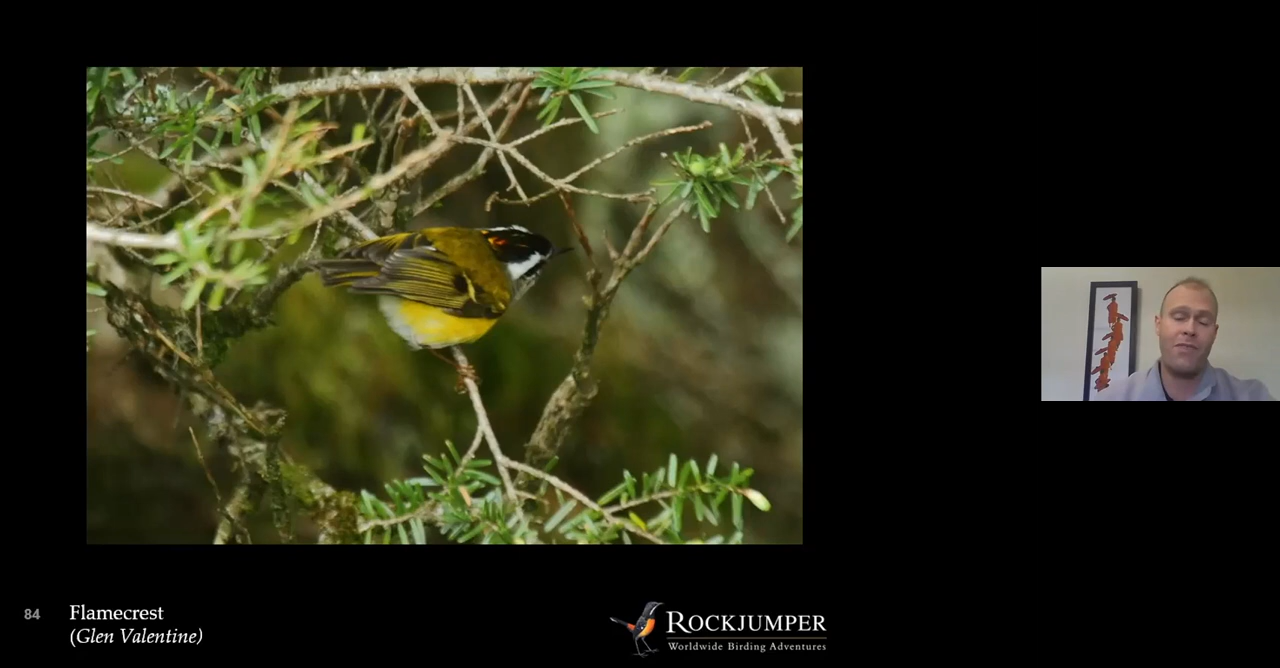 84
Flamecrest
(Glen Valentine)
ROCKJUMPER
Worldwide Birding Adventures